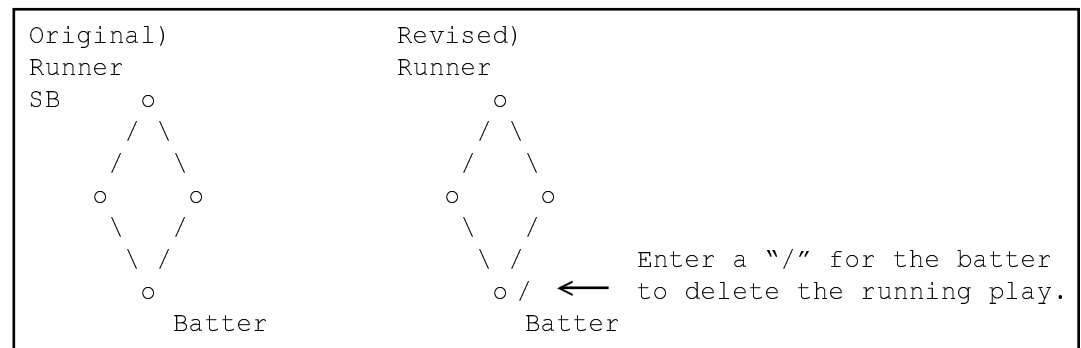 Original)               Revised)
Runner                  Runner
SB     o                      o
      / \                    / \
     /   \                  /   \
    o     o                o     o
     \   /                  \   /
      \ /                    \ /     Enter a “/” for the batter
       o                      o /  ← to delete the running play.
         Batter                 Batter